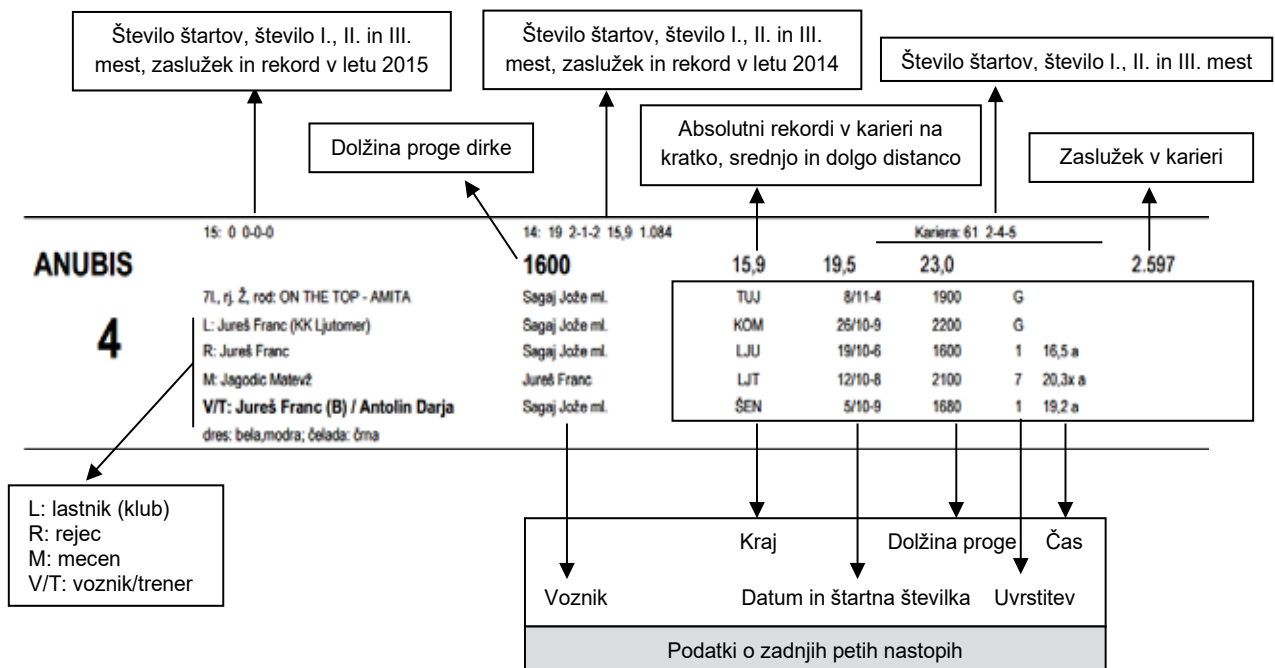 Število štartov, število I., II. in III.
mest, zaslužek in rekord v letu 2015
Število štartov, število I., II. in III.
mest, zaslužek in rekord v letu 2014
Število štartov, število I., II. in III. mest
Dolžina proge dirke
Absolutni rekordi v karieri na
kratko, srednjo in dolgo distanco
Zaslužek v karieri
15: 0 0-0-0 14: 19 2-1-2 15,9 1.084 Kariera: 61 2-4-5
ANUBIS 1600 15,9 19,5 23,0 2.597
7l., rj. Ž, rod: ON THE TOP - AMITA Sagaj Jože ml. TUJ 8/11-4 1900 G
4
L: Jureš Franc (KK Ljutomer) Sagaj Jože ml. KOM 26/10-9 2200 G
R: Jureš Franc Sagaj Jože ml. LJU 19/10-6 1600 1 16,5 a
M: Jagodic Matevž Jureš Franc LJT 12/10-8 2100 7 20,3x a
V/T: Jureš Franc (B) / Antolin Darja Sagaj Jože ml. ŠEN 5/10-9 1680 1 19,2 a
dres: bela,modra; čelada: črna
L: lastnik (klub)
R: rejec
M: mecen
V/T: voznik/trener
Kraj Dolžina proge Čas
Voznik Datum in štartna številka Uvrstitev
Podatki o zadnjih petih nastopih